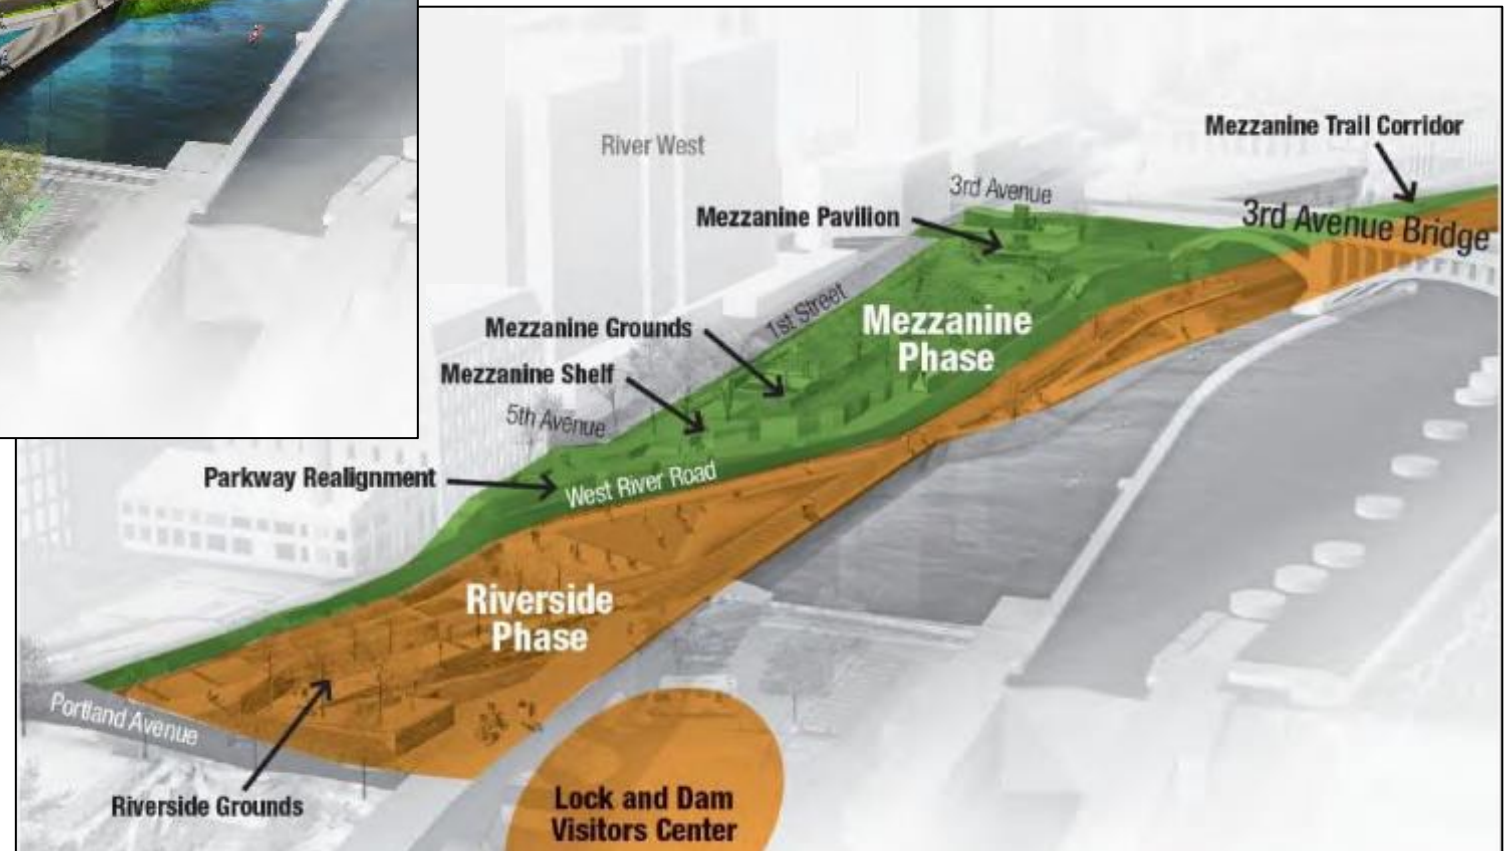 Mezzanine Trail Corridor
River West
3rd Avenue
Mezzanine Pavilion
3rd Avenue Bridge
1st Street
Mezzanine Grounds
Mezzanine
Phase
Mezzanine Shelf
5th Avenue
Parkway Realignment
West River Road
Riverside
Phase
Portland Avenue
Riverside Grounds
Lock and Dam
Visitors Center